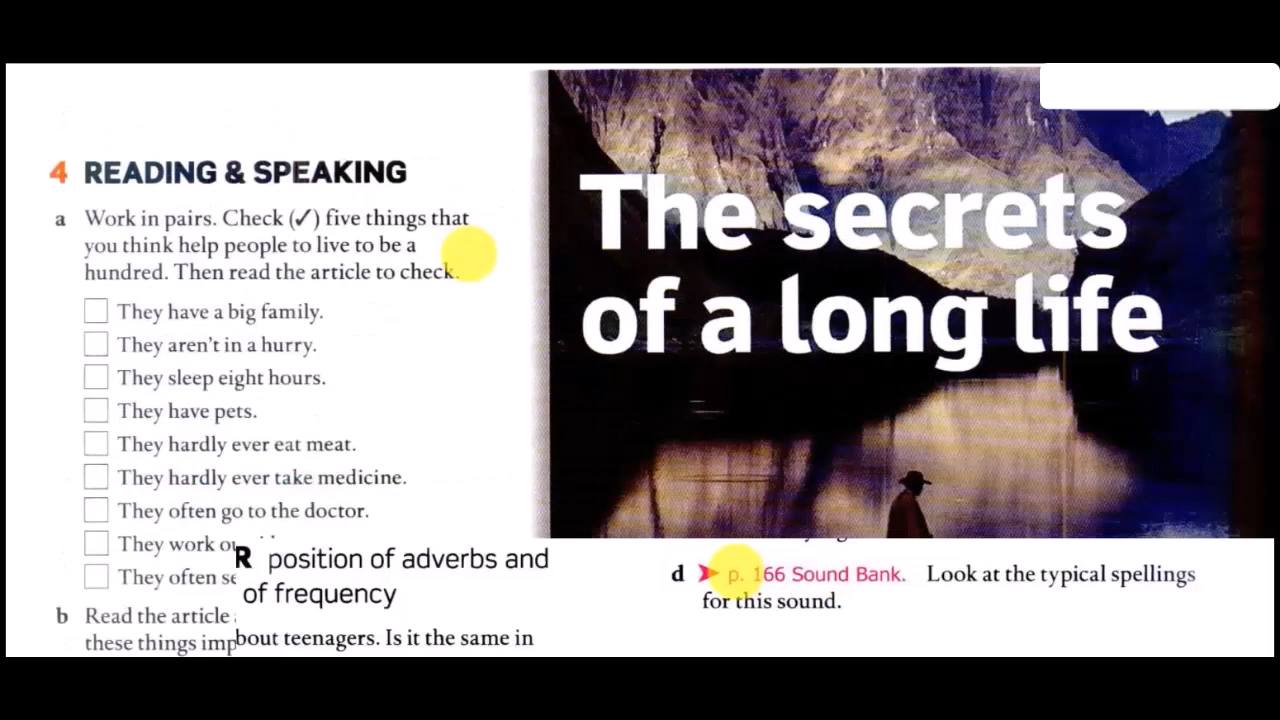 4 READING & SPEAKING
a Work in pairs. Check (✓) five things that
you think help people to live to be a
hundred. Then read the article to check.
They have a big family.
They aren't in a hurry.
They sleep eight hours.
They have pets.
They hardly ever eat meat.
They hardly ever take medicine.
They often go to the doctor.
They work
They often
b Read the article
these things
The secrets
of a long life
position of adverbs and
of frequency
teenagers. Is it the same in
d ➤ p. 166 Sound Bank. Look at the typical spellings
for this sound.